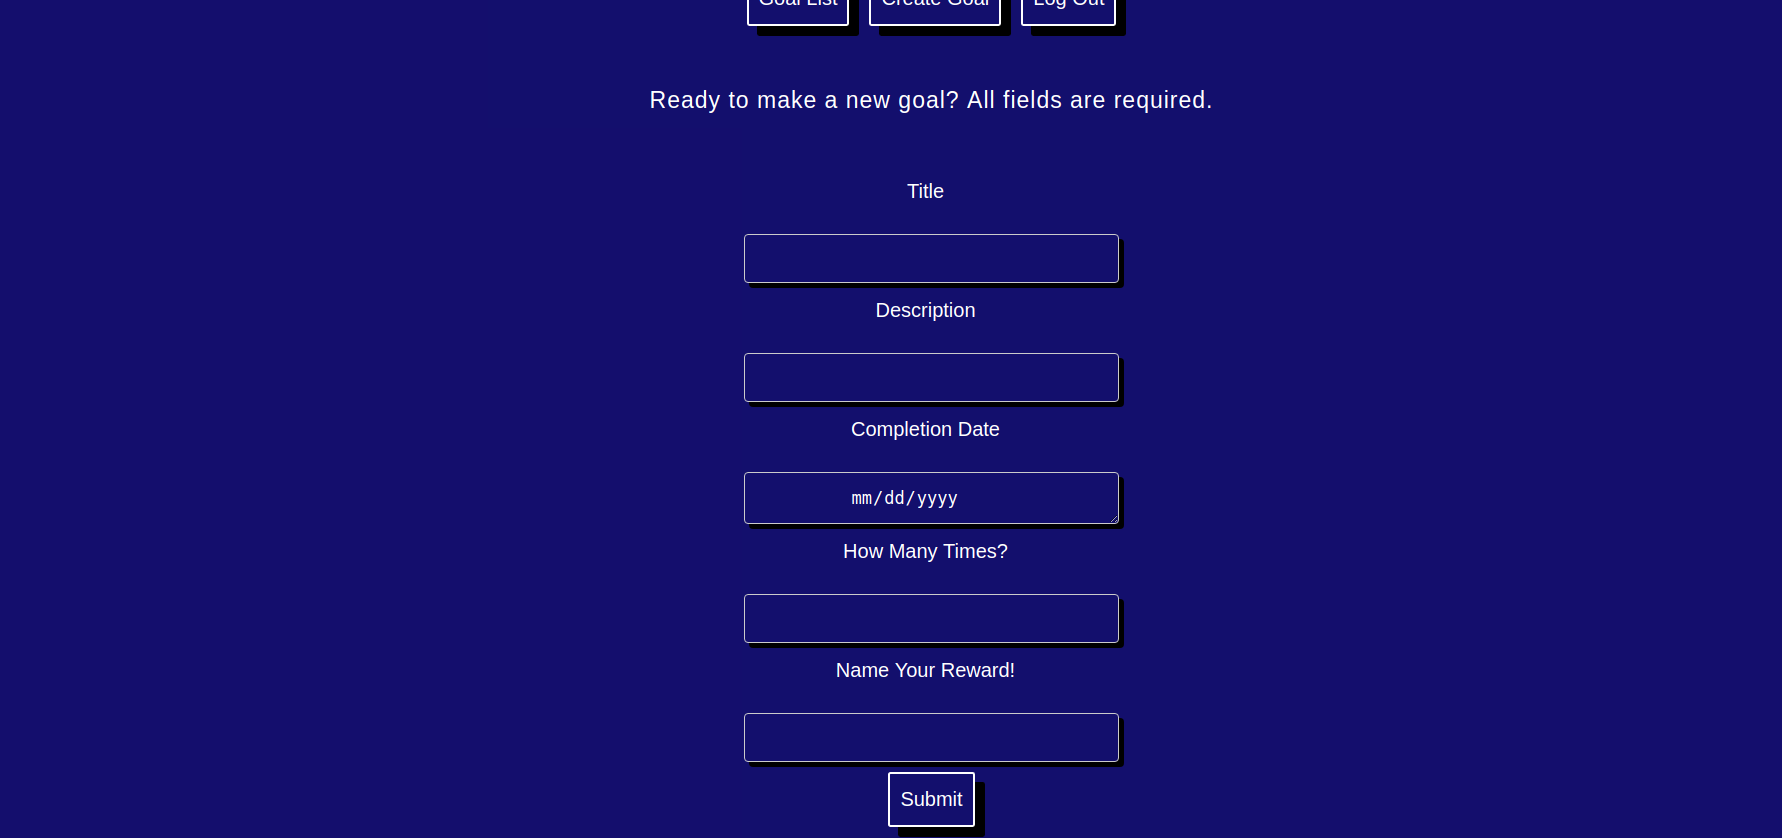 Goal List Create Goal Log Out
Ready to make a new goal? All fields are required.
Title
Description
Completion Date
mm/dd/yyyy
How Many Times?
Name Your Reward!
Submit